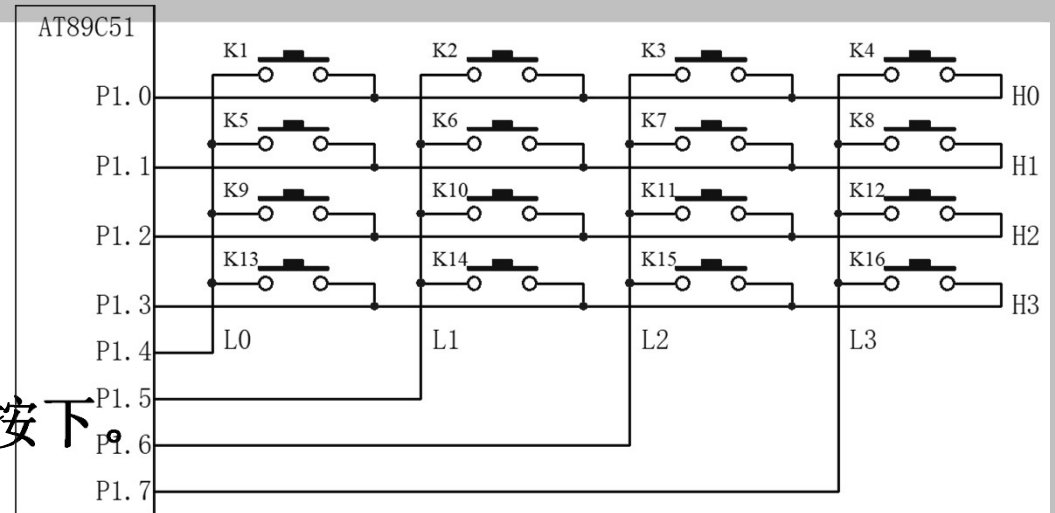 AT89C51
K1 K2 K3 K4
P1.0 H0
K5 K6 K7 K8
P1.1 H1
K9 K10 K11 K12
P1.2 H2
K13 K14 K15 K16
P1.3 H3
L0 L1 L2 L3
P1.4
P1.5
按下。
P1.6
P1.7